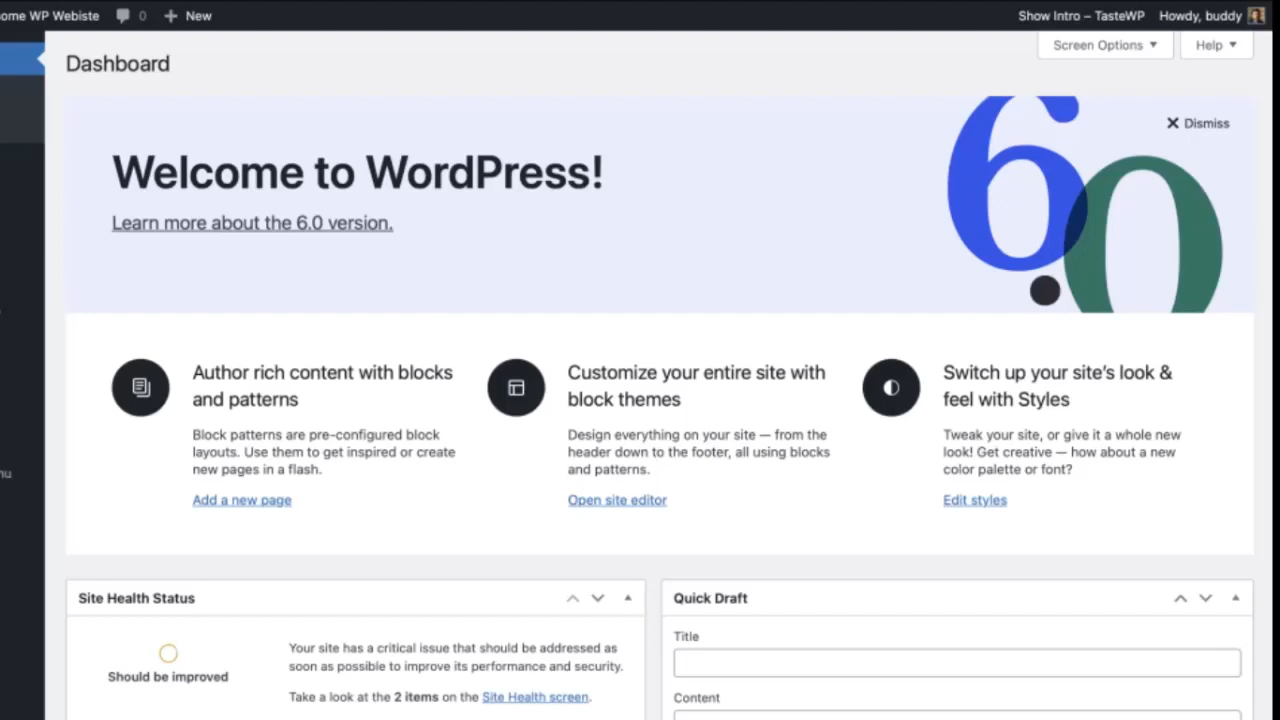 ome WP Webiste 0 New Show Intro – TasteWP Howdy, buddy
Screen Options Help
Dashboard
6.0
Dismiss
Welcome to WordPress!
Learn more about the 6.0 version.
Author rich content with blocks
and patterns
Block patterns are pre-configured block
layouts. Use them to get inspired or create
new pages in a flash.
Add a new page
Customize your entire site with
block themes
Design everything on your site — from the
header down to the footer, all using blocks
and patterns.
Open site editor
Switch up your site's look &
feel with Styles
Tweak your site, or give it a whole new
look! Get creative — how about a new
color palette or font?
Edit styles
nu
Site Health Status
Should be improved
Your site has a critical issue that should be addressed as
soon as possible to improve its performance and security.
Take a look at the 2 items on the Site Health screen.
Quick Draft
Title
Content